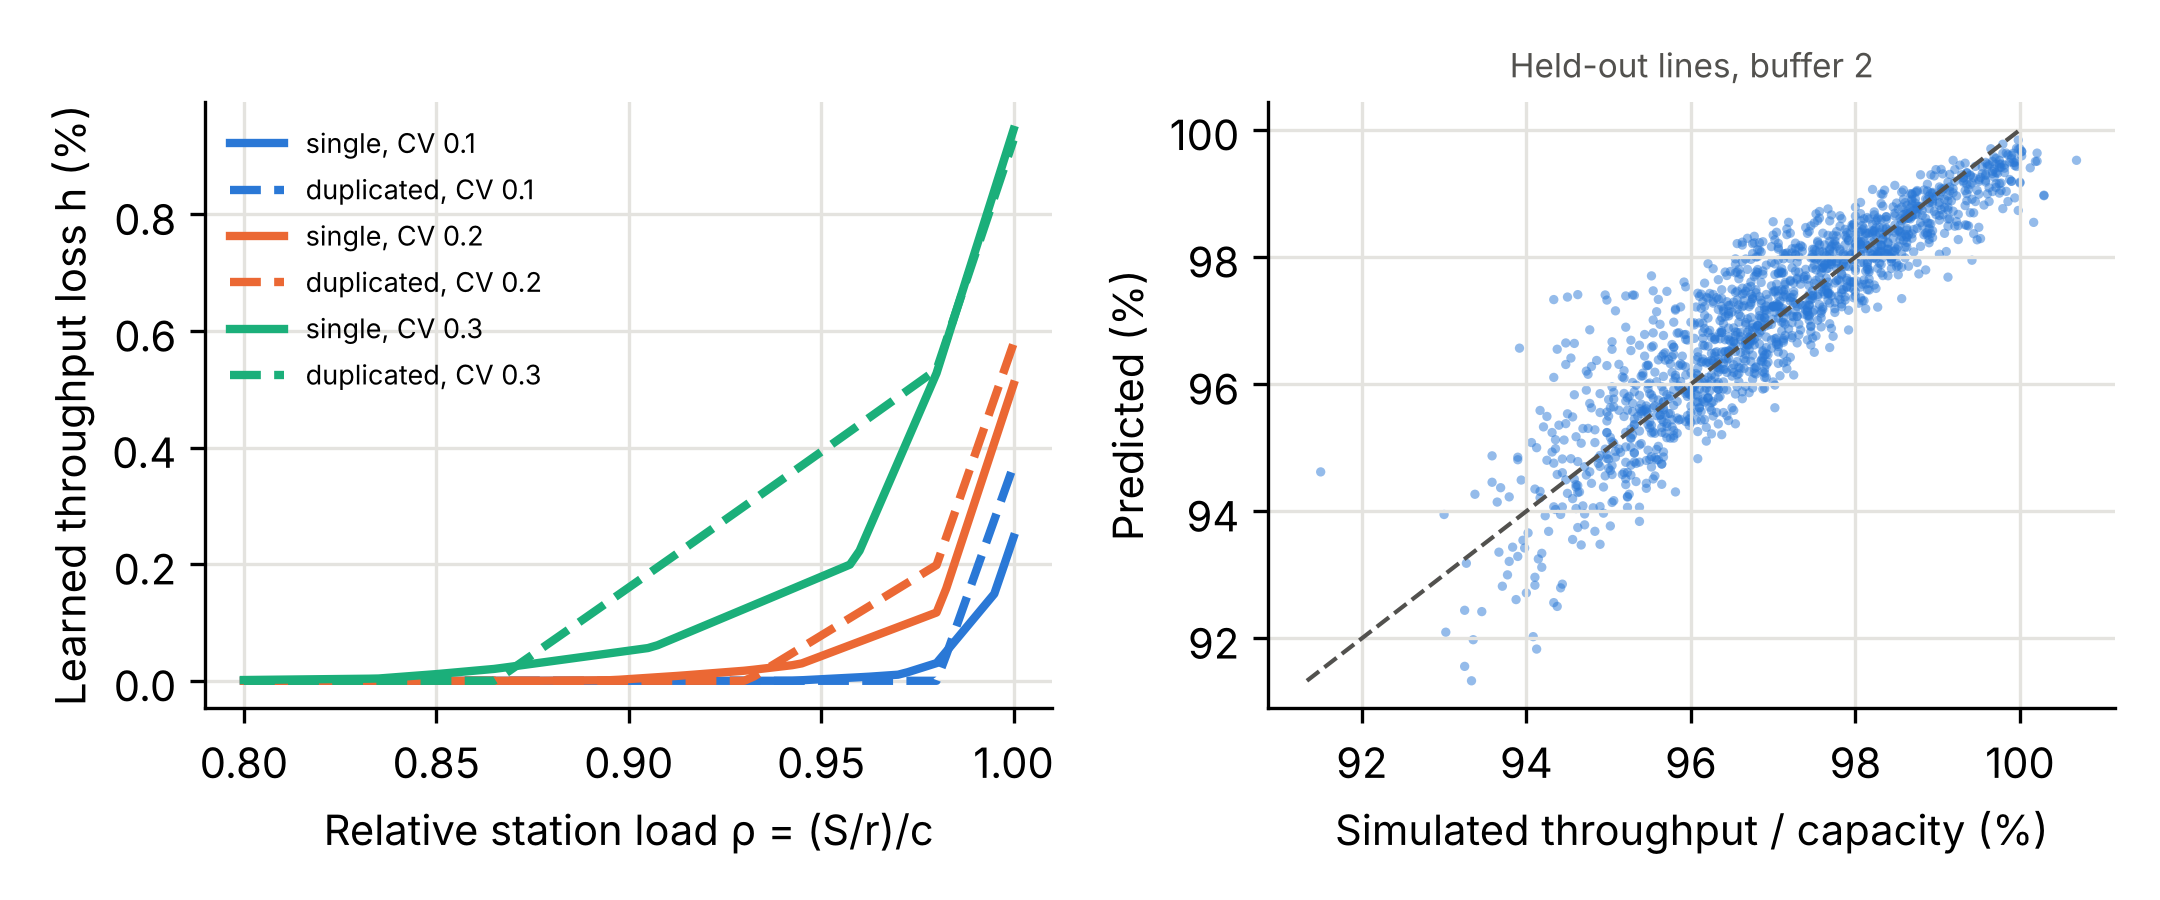 Learned throughput loss h (%)
0.8
0.6
0.4
0.2
0.0
single, CV 0.1
duplicated, CV 0.1
single, CV 0.2
duplicated, CV 0.2
single, CV 0.3
duplicated, CV 0.3
0.80 0.85 0.90 0.95 1.00
Relative station load ρ = (S/r)/c
Held-out lines, buffer 2
Predicted (%)
100
98
96
94
92
92 94 96 98 100
Simulated throughput / capacity (%)